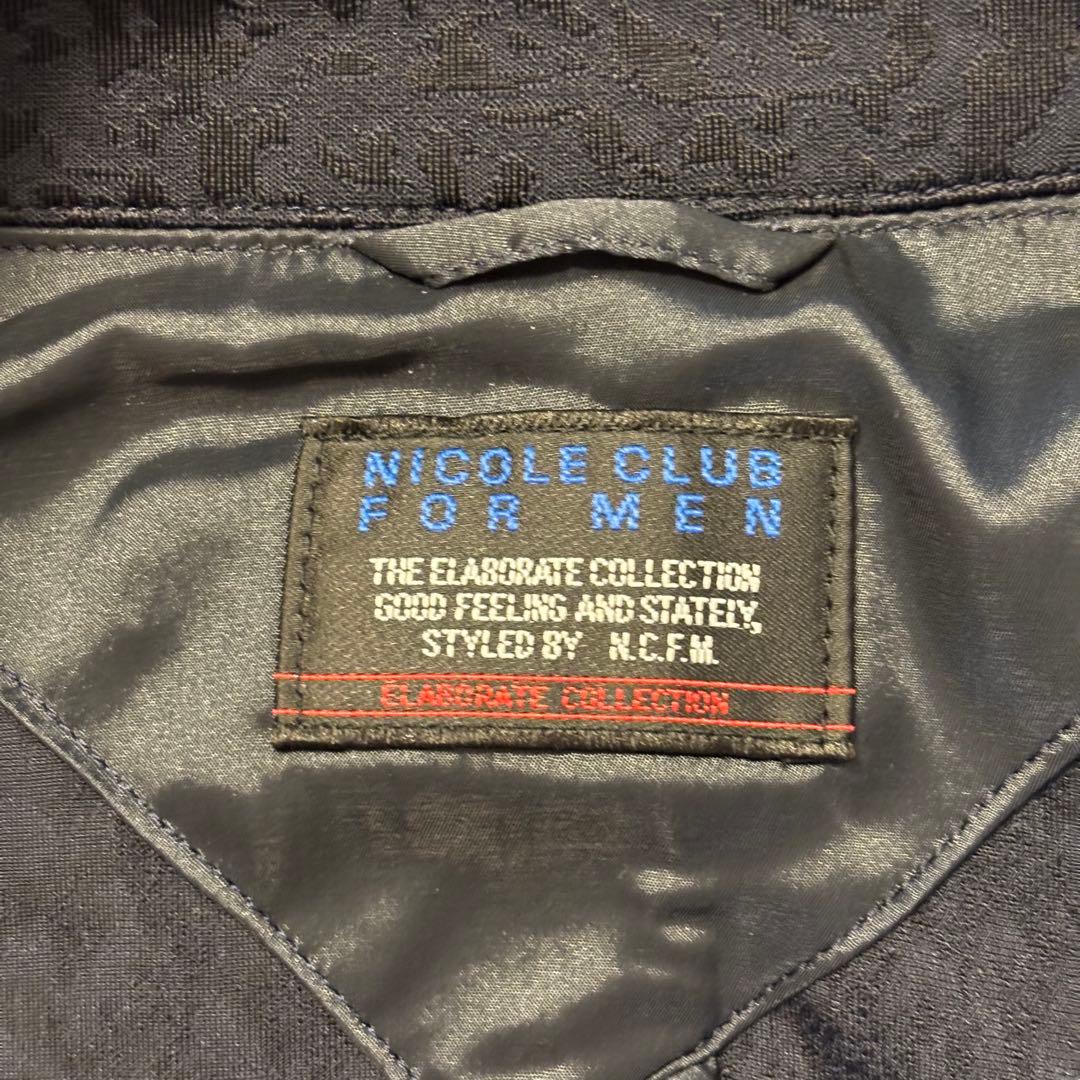 NICOLE CLUB
FOR MEN
THE ELABORATE COLLECTION
GOOD FEELING AND STATELY,
STYLED BY N.C.F.M.
ELABORATE COLLECTION